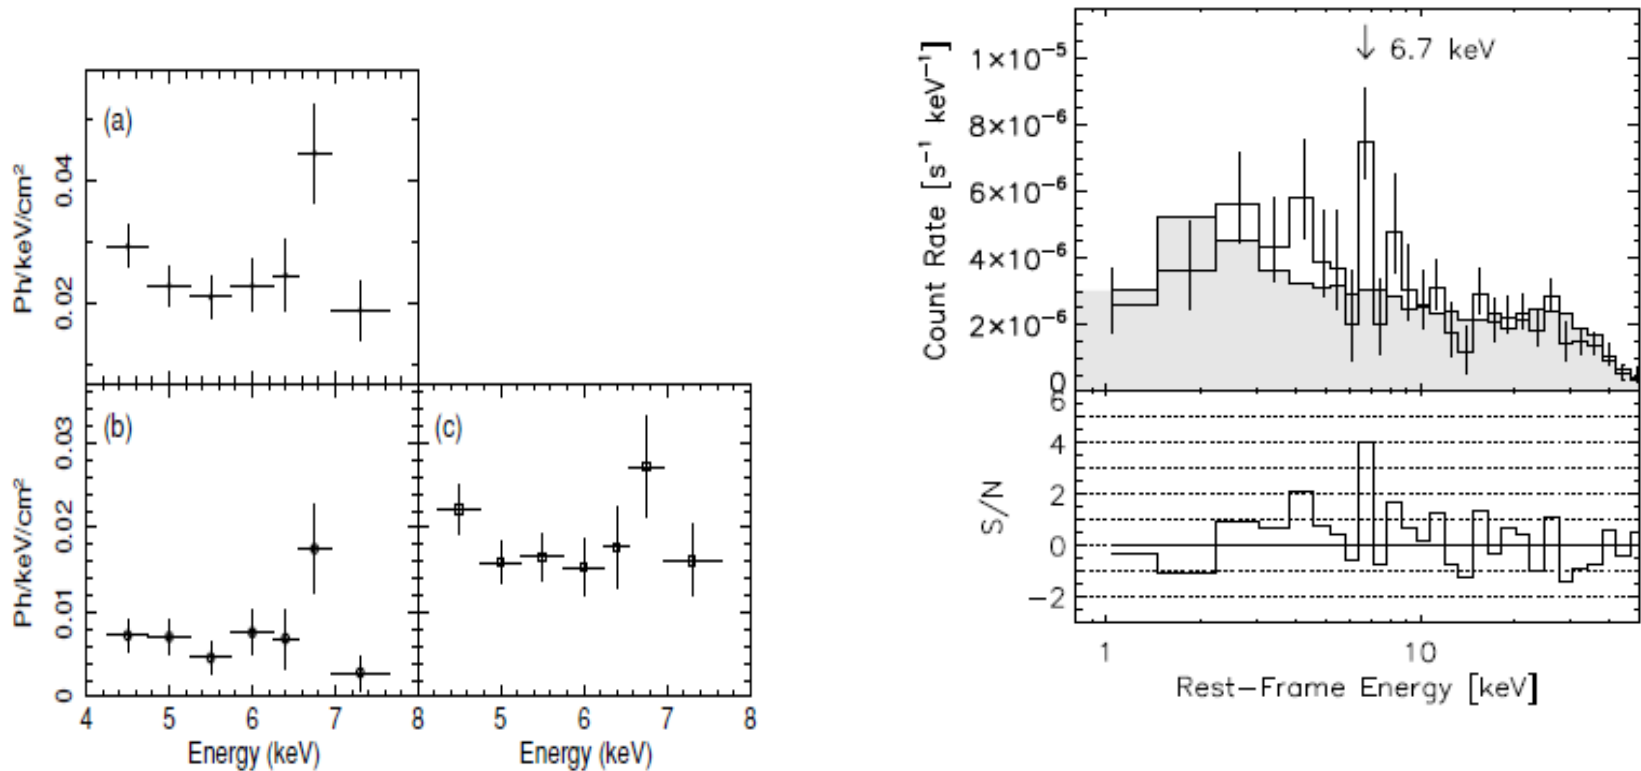 (a)
Ph/keV/cm²
0.04
0.02
(b)
(c)
Ph/keV/cm²
0.03
0.02
0.01
0
4 5 6 7 8 5 6 7 8
Energy (keV) Energy (keV)
↓ 6.7 keV
Count Rate [s⁻¹ keV⁻¹]
1×10⁻⁵
8×10⁻⁶
6×10⁻⁶
4×10⁻⁶
2×10⁻⁶
0
S/N
6
4
2
0
−2
1 10
Rest−Frame Energy [keV]